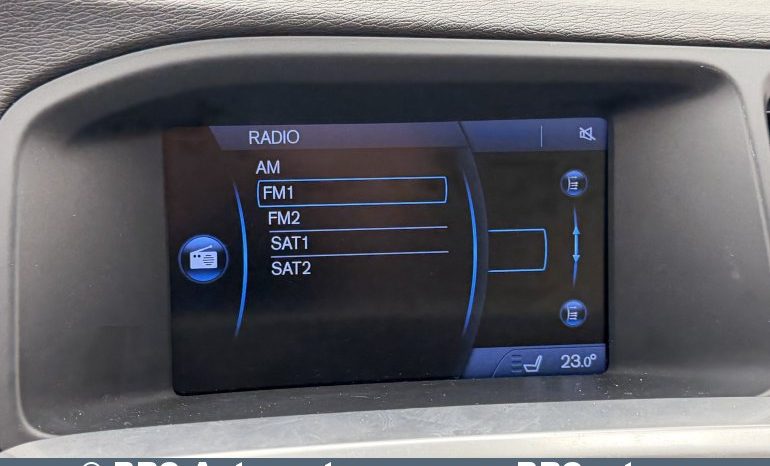 RADIO
AM
FM1
FM2
SAT1
SAT2
23.0°